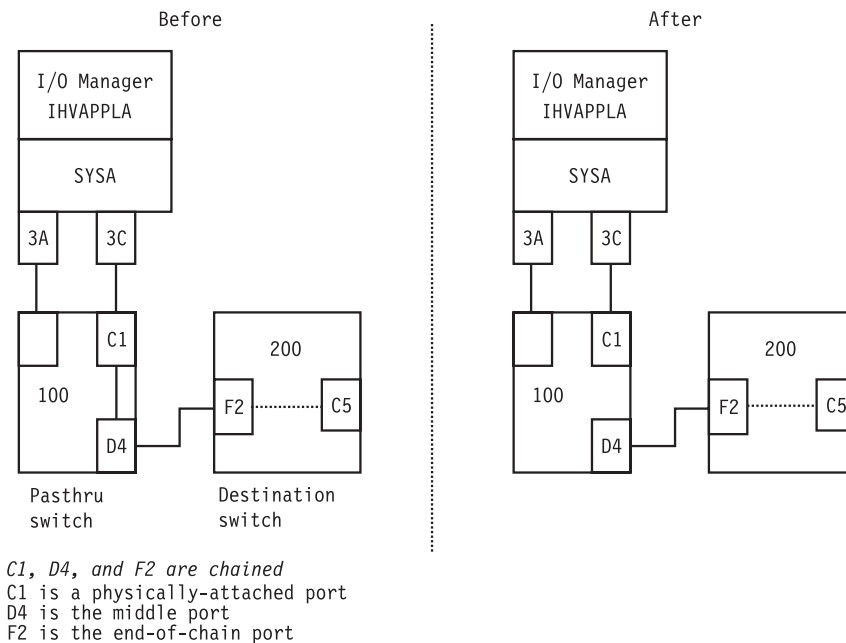 Before
After
I/O Manager
IHVAPPLA
SYSA
3A
3C
C1
100
D4
200
F2
C5
Pasthru
switch
Destination
switch
I/O Manager
IHVAPPLA
SYSA
3A
3C
C1
100
D4
200
F2
C5
C1, D4, and F2 are chained
C1 is a physically-attached port
D4 is the middle port
F2 is the end-of-chain port